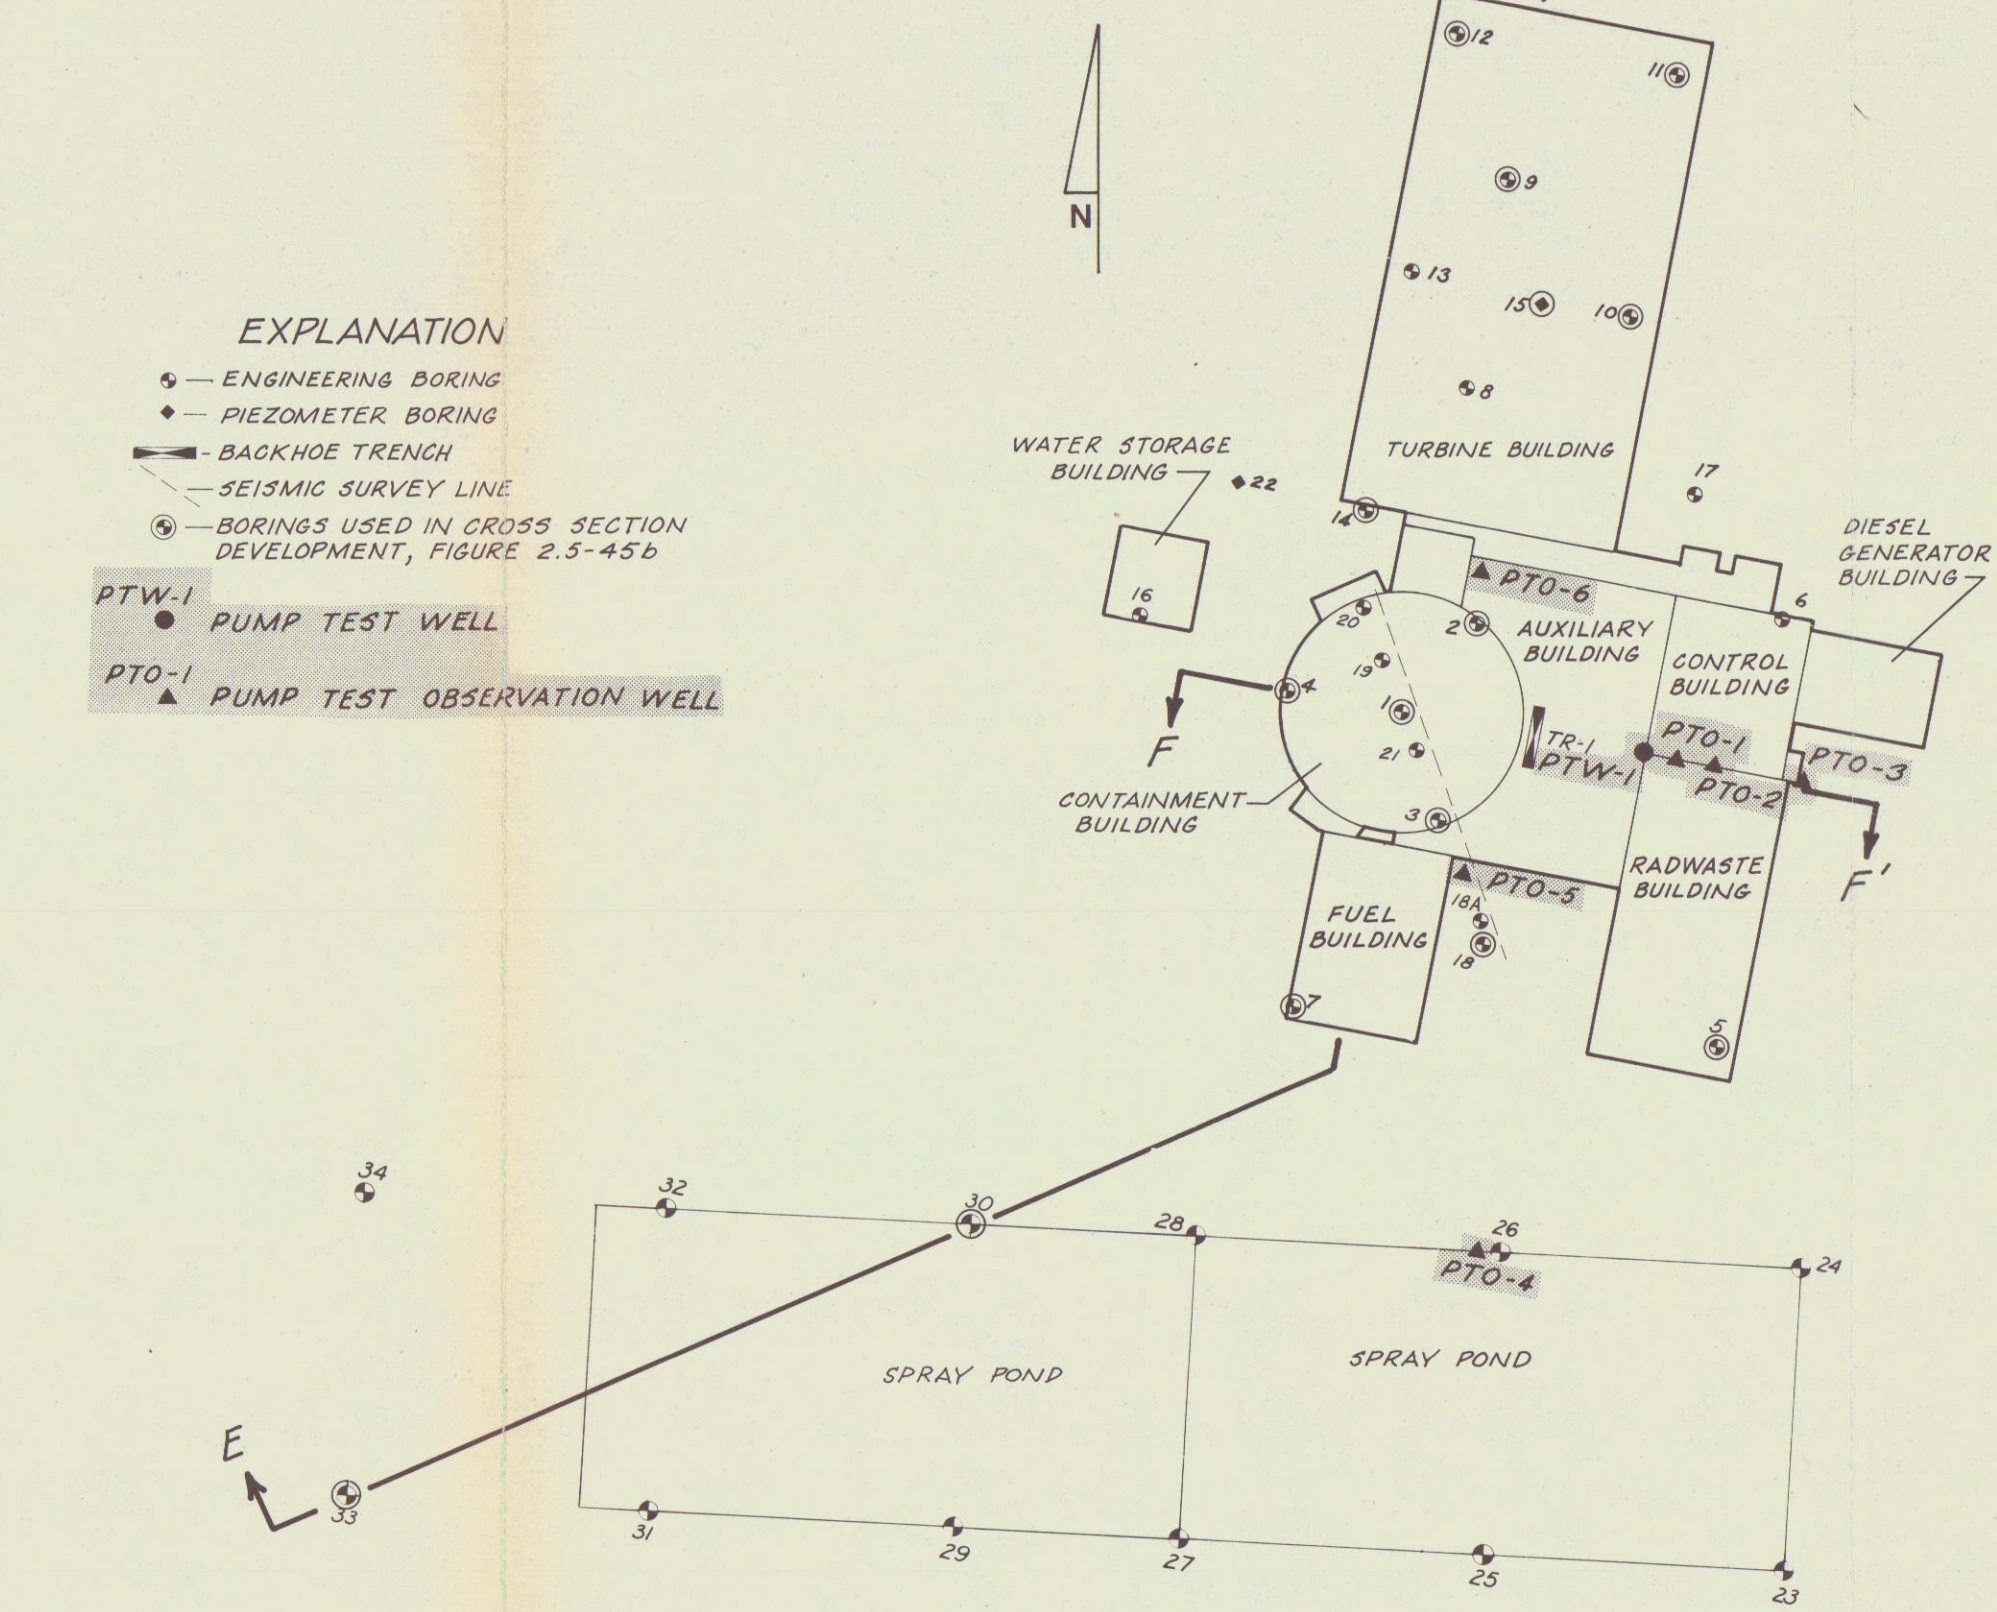 12
11
9
N
13
15
10
EXPLANATION
ENGINEERING BORING
PIEZOMETER BORING
8
BACKHOE TRENCH
WATER STORAGE
BUILDING
TURBINE BUILDING
17
22
SEISMIC SURVEY LINE
14
BORINGS USED IN CROSS SECTION
DEVELOPMENT, FIGURE 2.5-45b
DIESEL
GENERATOR
BUILDING
PTW-1
PUMP TEST WELL
16
PTO-6
20
2
AUXILIARY
BUILDING
6
PTO-1
PUMP TEST OBSERVATION WELL
19
4
CONTROL
BUILDING
1
F
21
TR-1
PTW-1
PTO-1
PTO-2
PTO-3
CONTAINMENT
BUILDING
3
F'
RADWASTE
BUILDING
PTO-5
18A
FUEL
BUILDING
18
7
5
34
32
30
28
26
24
PTO-4
SPRAY POND
SPRAY POND
E
33
31
29
27
25
23